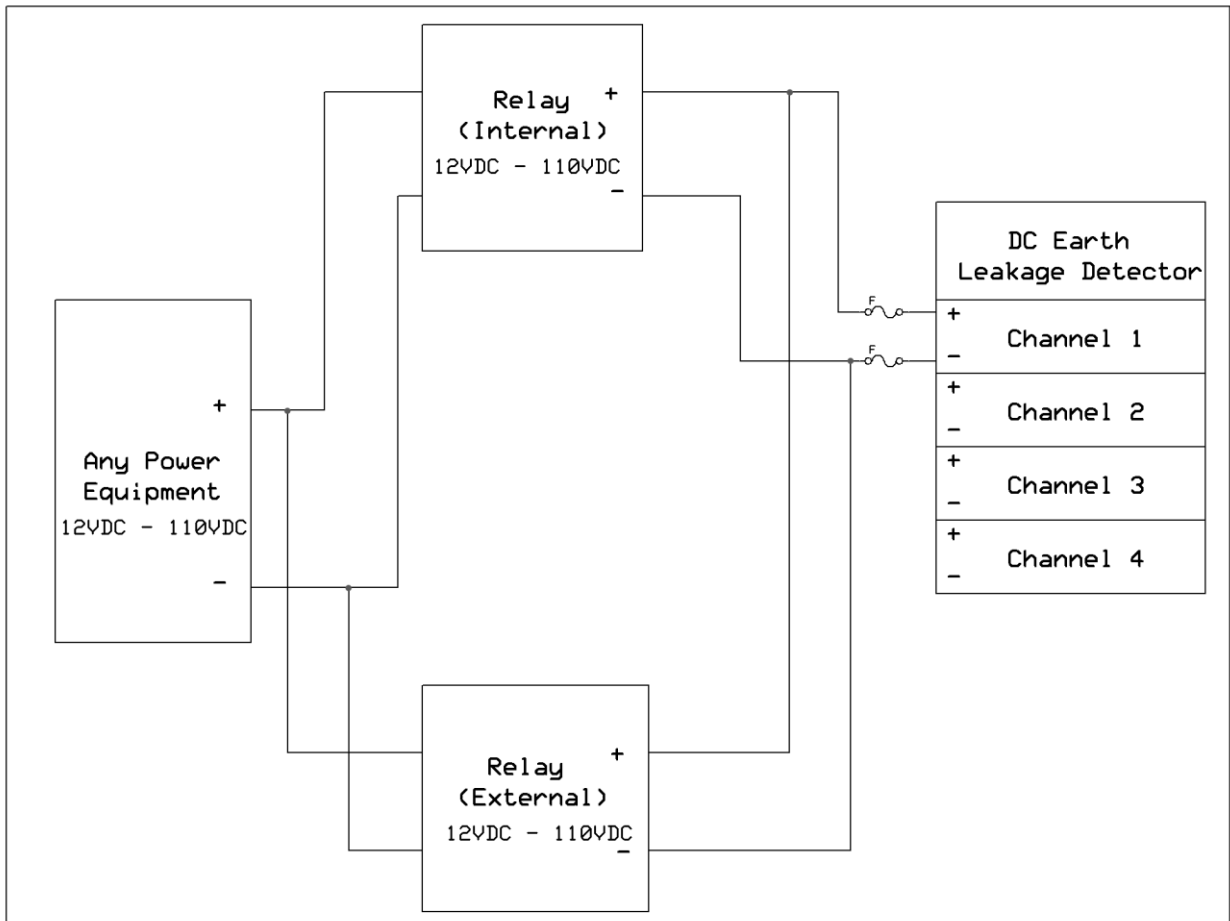 Relay +
(Internal)
12VDC - 110VDC
-
DC Earth
Leakage Detector
F
+
Channel 1
F
-
+
Channel 2
-
+
Channel 3
-
+
Channel 4
-
+
Any Power
Equipment
12VDC - 110VDC
-
Relay +
(External)
12VDC - 110VDC
-